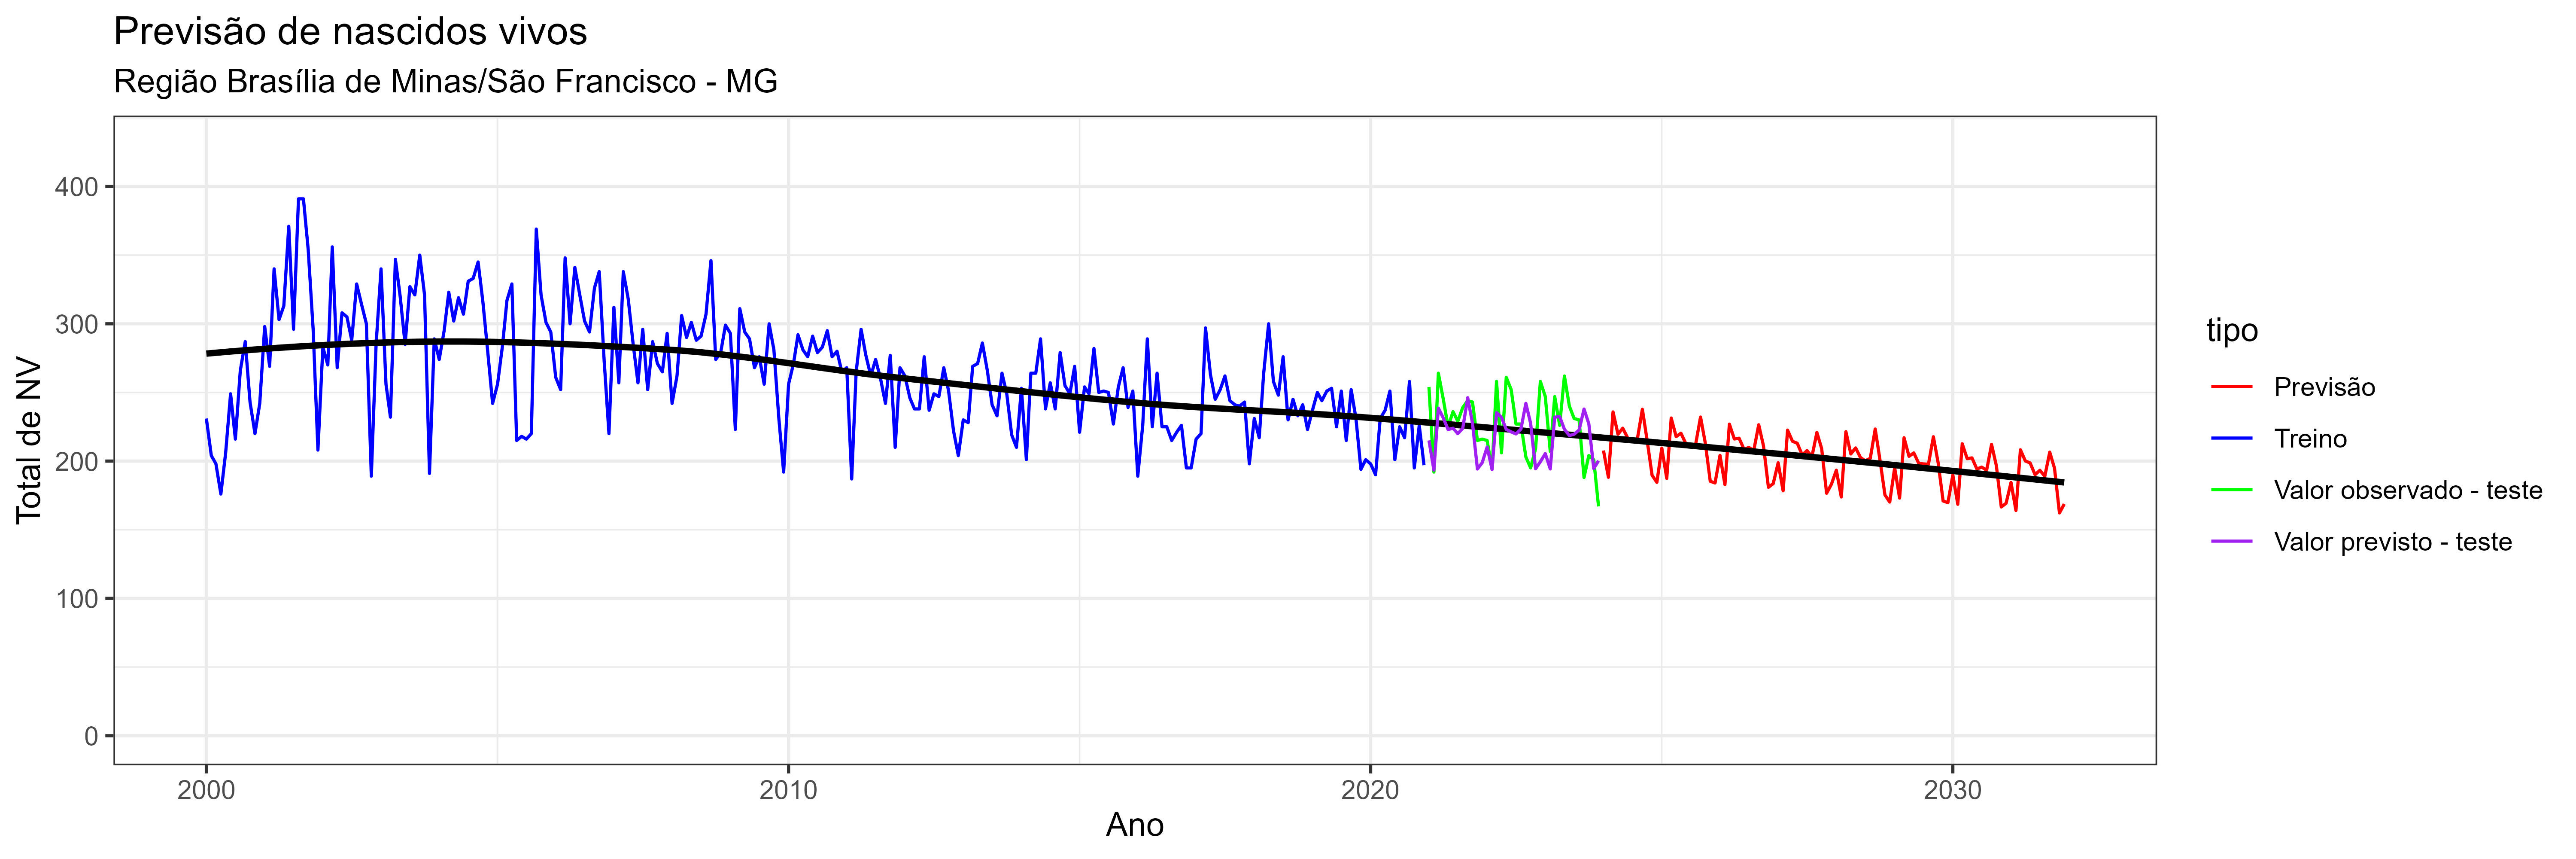 Previsão de nascidos vivos
Região Brasília de Minas/São Francisco - MG
Total de NV
400
300
200
100
0
2000
2010
2020
2030
Ano
tipo
Previsão
Treino
Valor observado - teste
Valor previsto - teste